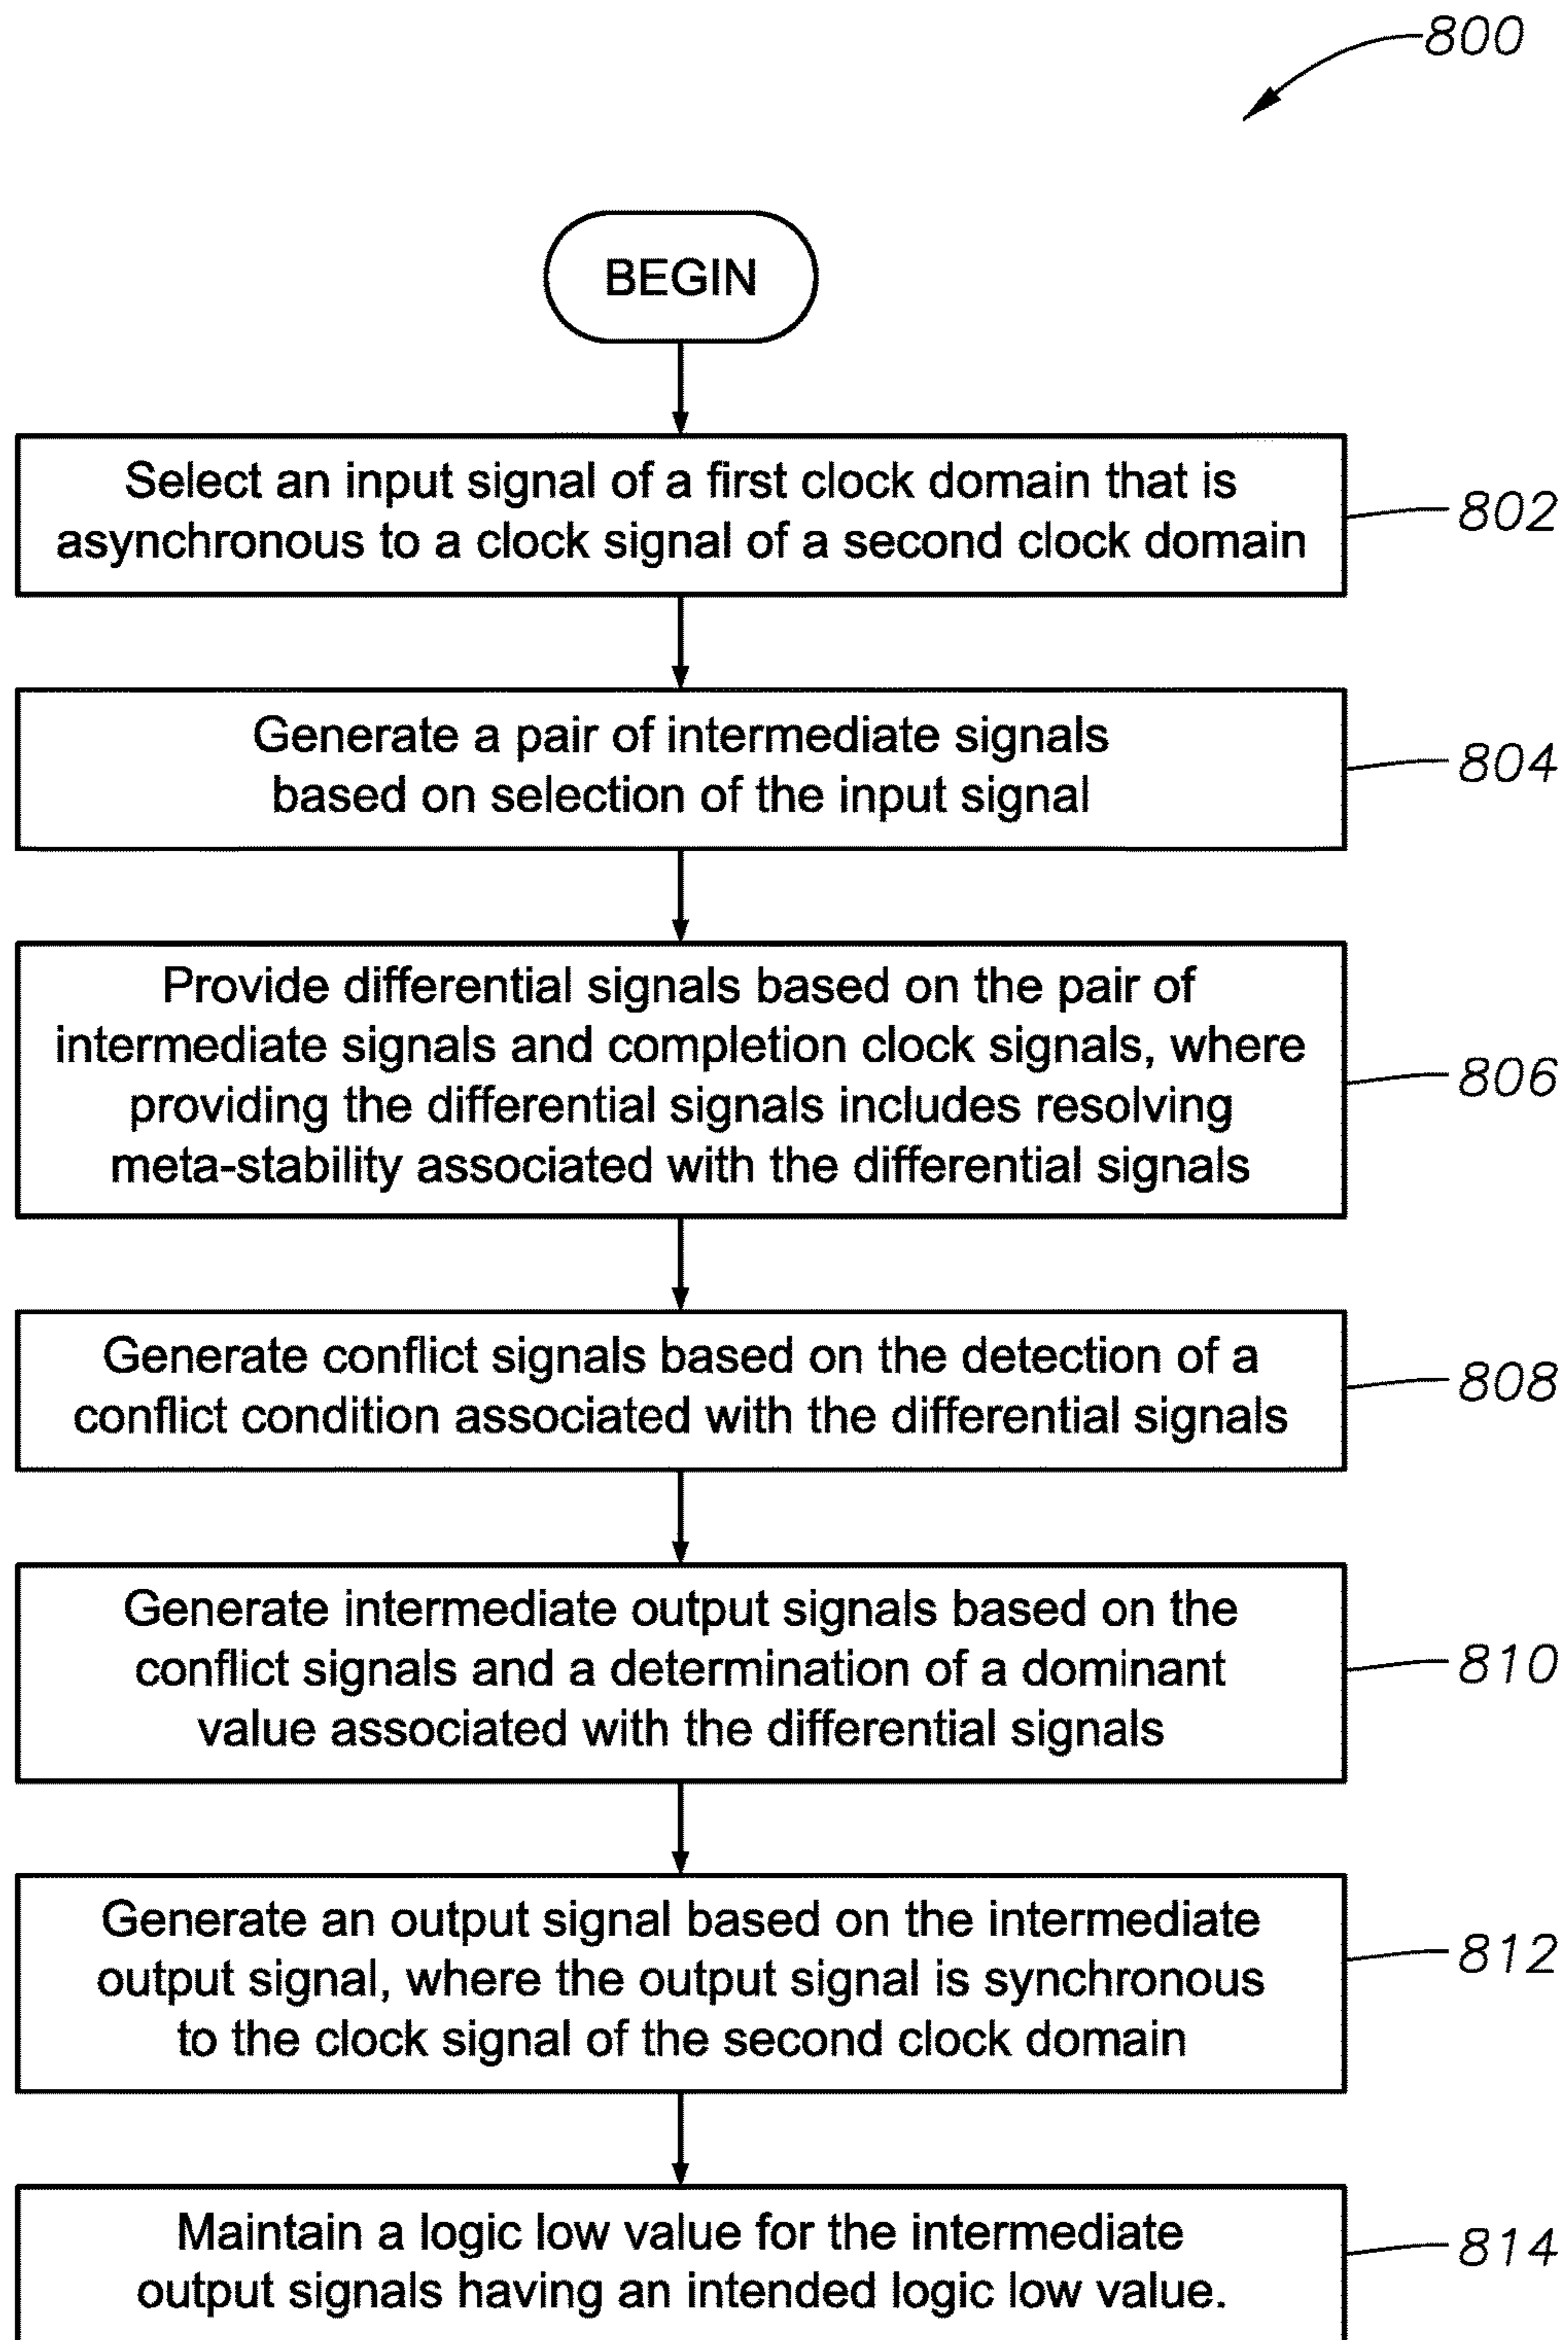 800
BEGIN
Select an input signal of a first clock domain that is
asynchronous to a clock signal of a second clock domain
802
Generate a pair of intermediate signals
based on selection of the input signal
804
Provide differential signals based on the pair of
intermediate signals and completion clock signals, where
providing the differential signals includes resolving
meta-stability associated with the differential signals
806
Generate conflict signals based on the detection of a
conflict condition associated with the differential signals
808
Generate intermediate output signals based on the
conflict signals and a determination of a dominant
value associated with the differential signals
810
Generate an output signal based on the intermediate
output signal, where the output signal is synchronous
to the clock signal of the second clock domain
812
Maintain a logic low value for the intermediate
output signals having an intended logic low value.
814